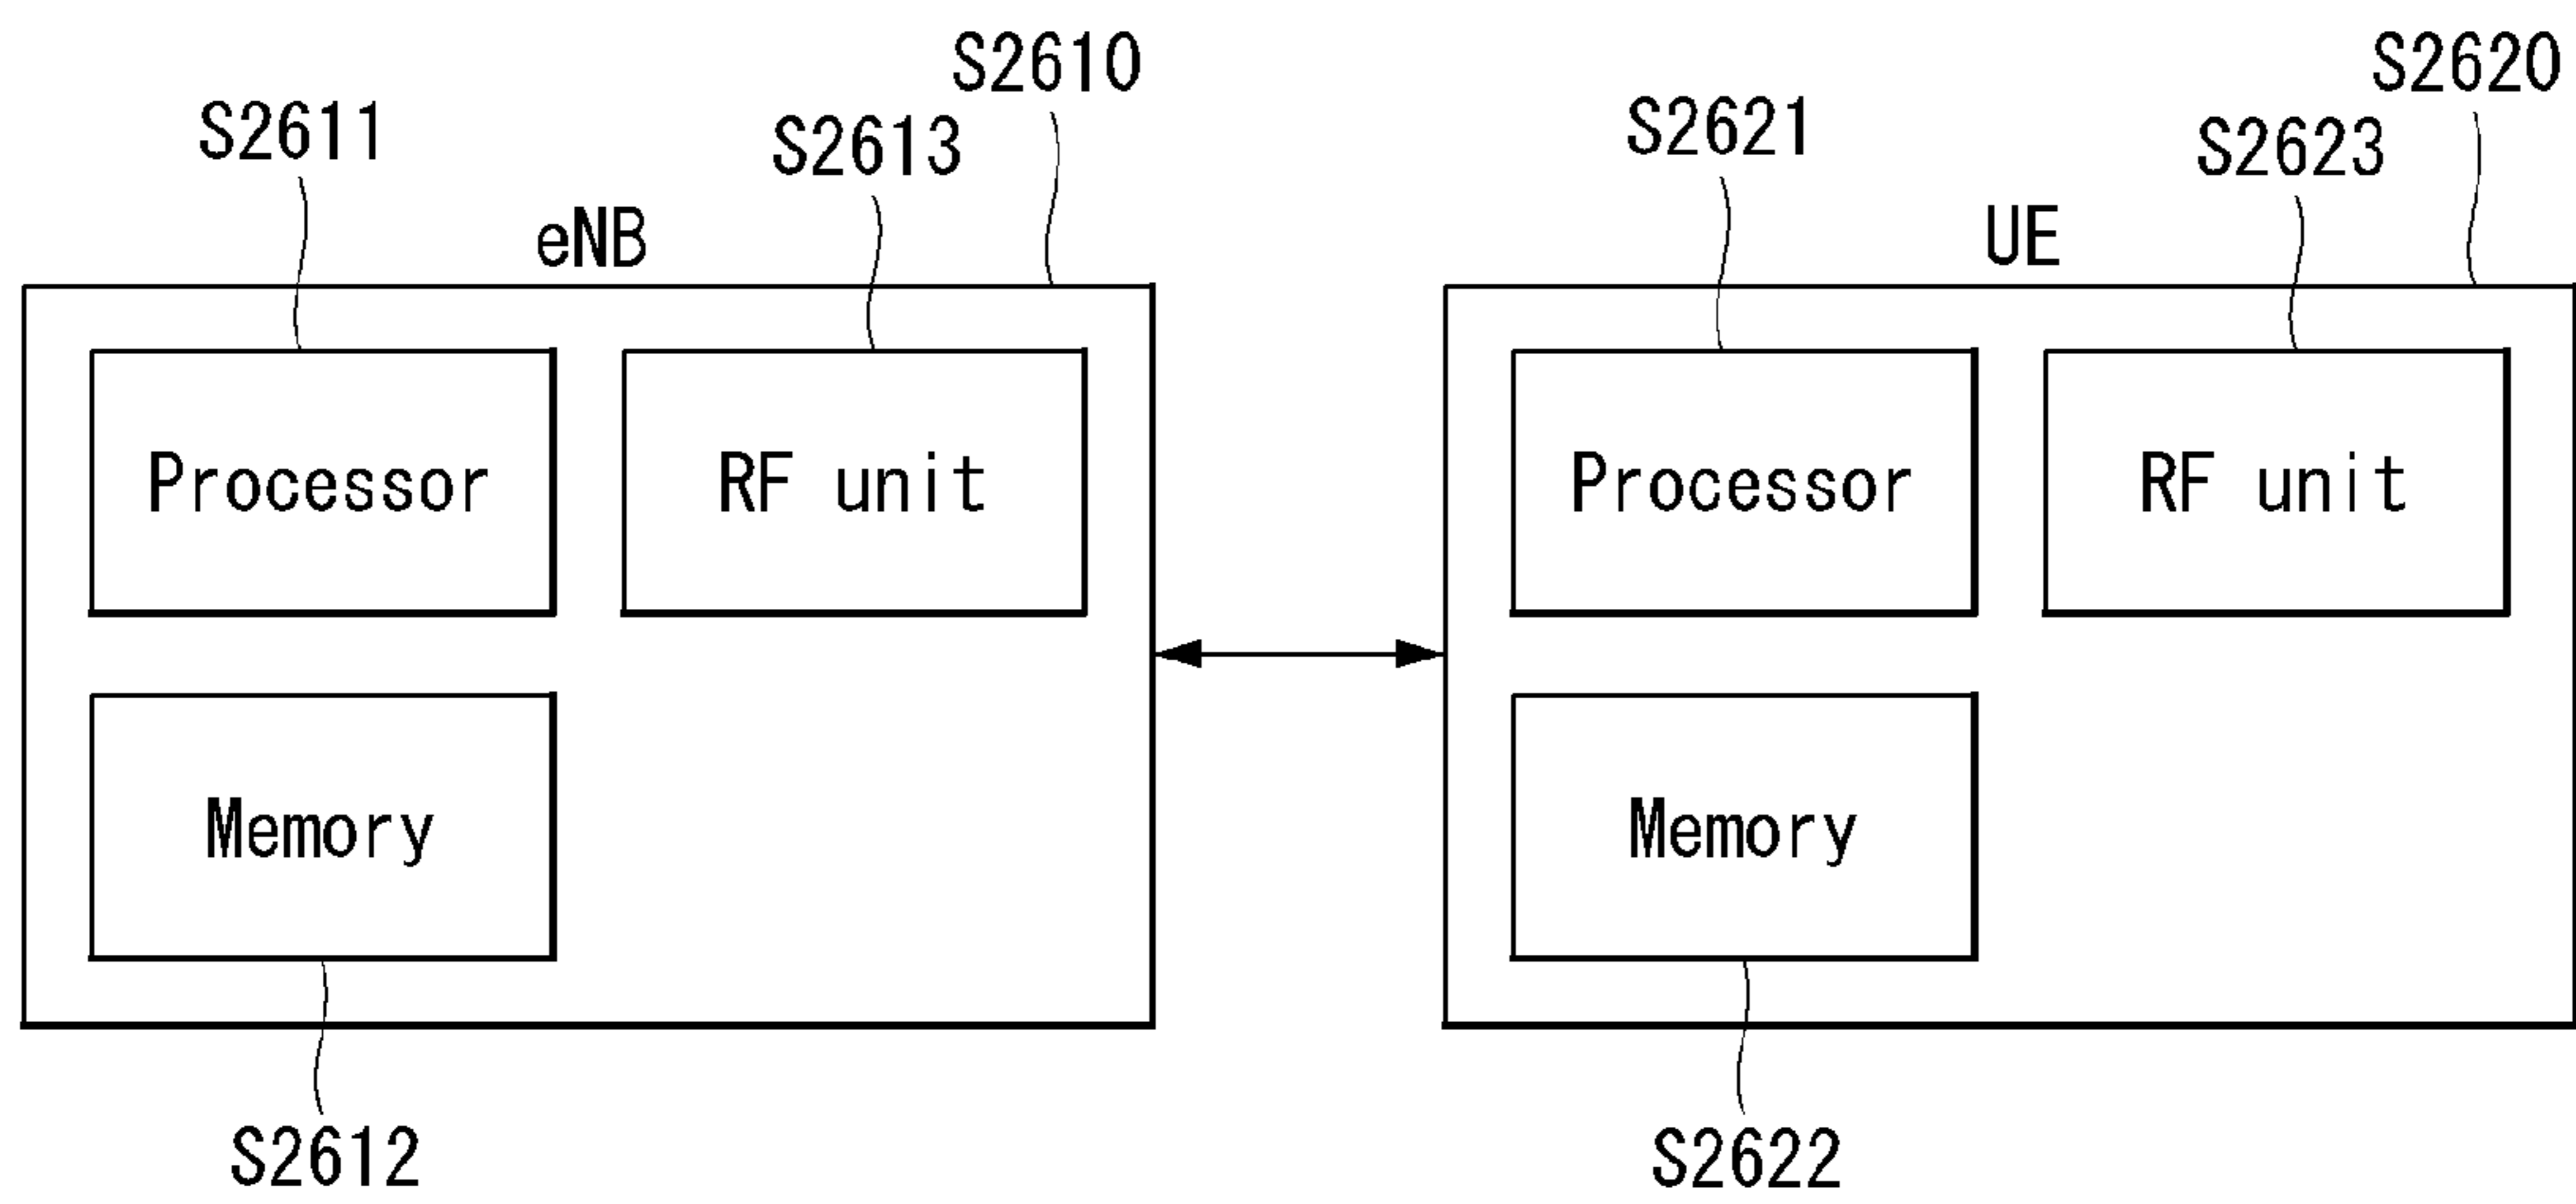 S2610
S2611
S2613
eNB
Processor
RF unit
Memory
S2612
S2620
S2621
S2623
UE
Processor
RF unit
Memory
S2622